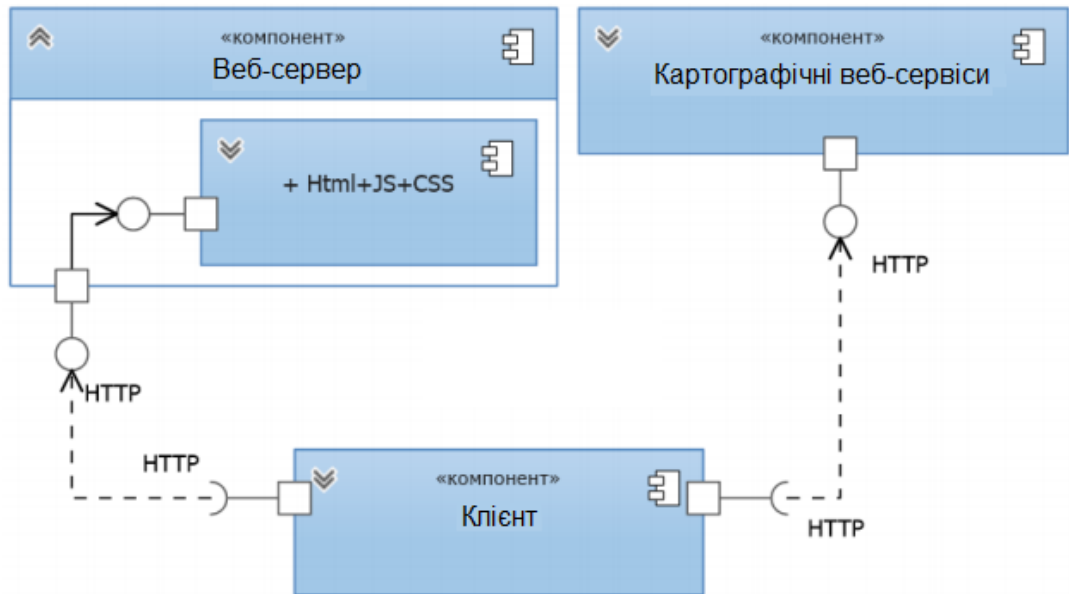 «компонент»
Веб-сервер
+ Html+JS+CSS
HTTP
HTTP
«компонент»
Картографічні веб-сервіси
HTTP
«компонент»
Клієнт
HTTP